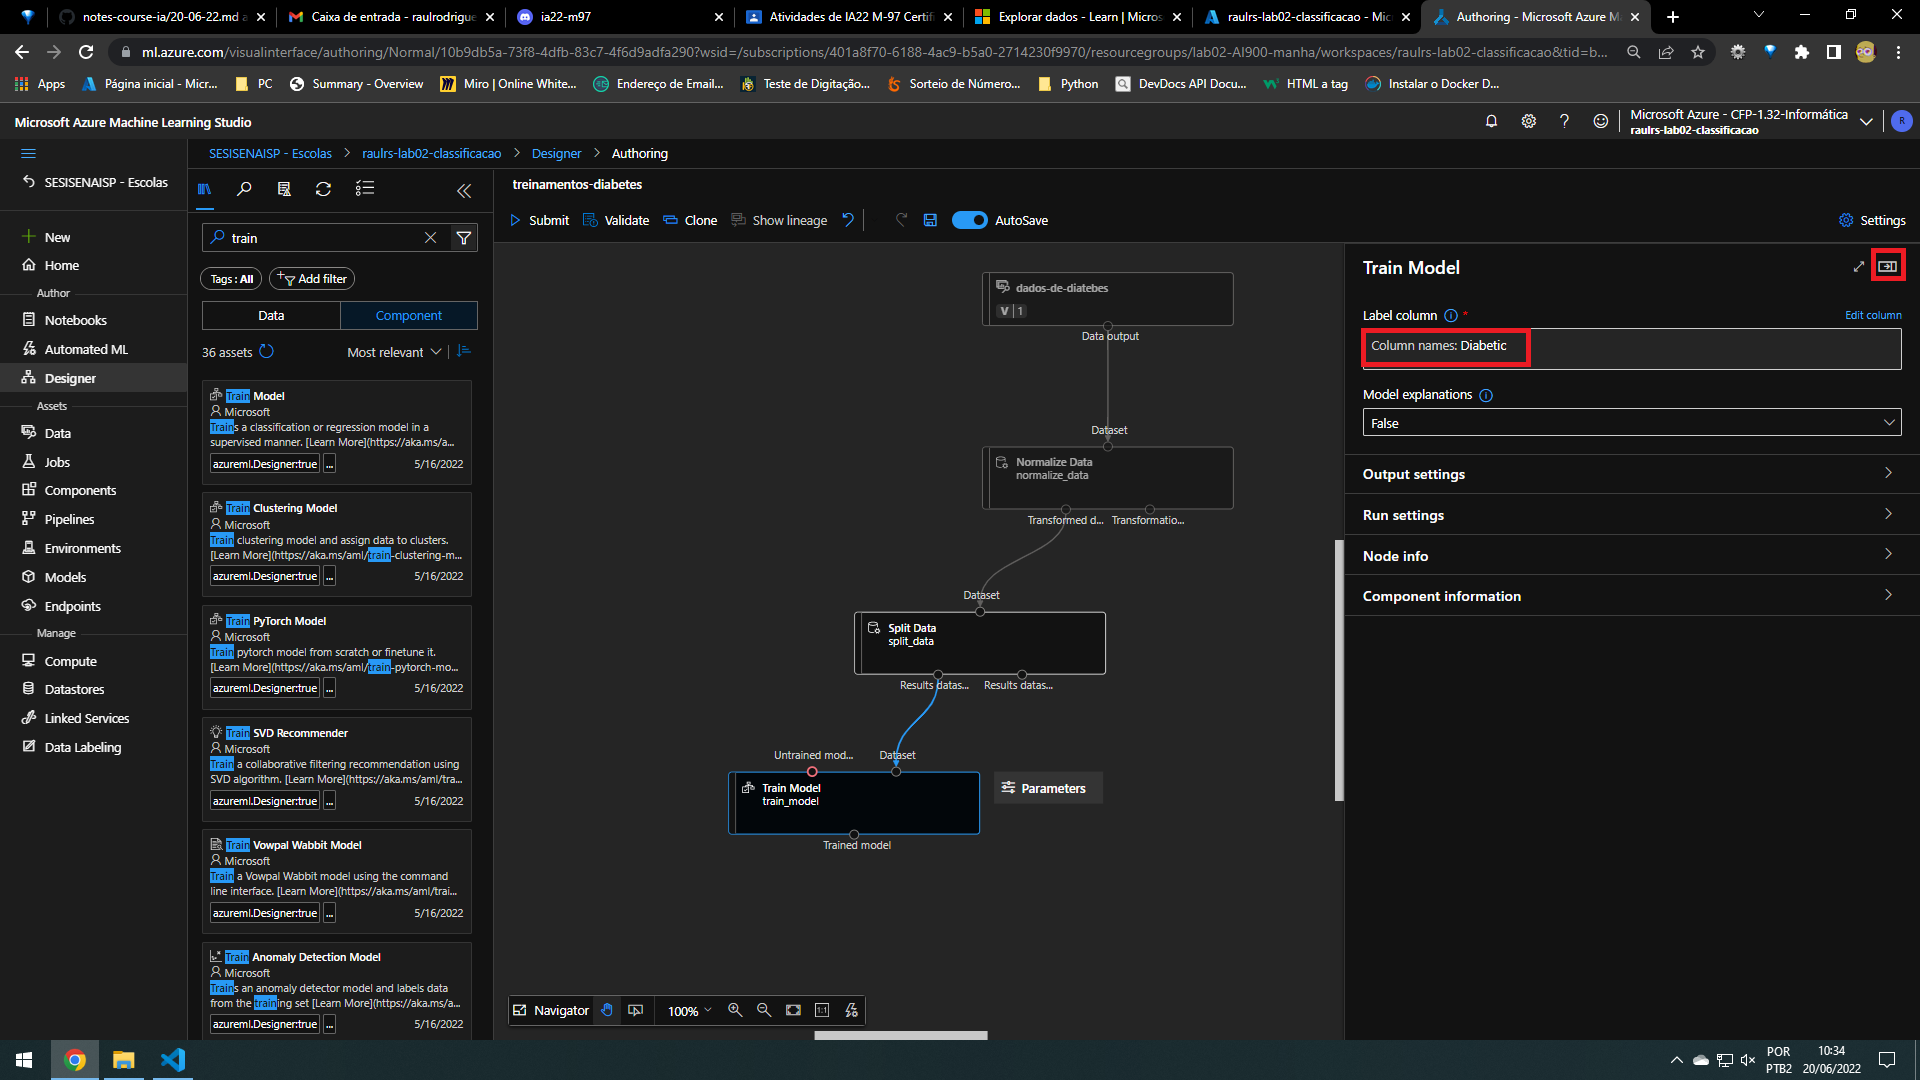 notes-course-ia/20-06-22.md a
Caixa de entrada - raulrodrigue
ia22-m97
Atividades de IA22 M-97 Certifi
Explorar dados - Learn | Micros
raulrs-lab02-classificacao - Mic
Authoring - Microsoft Azure Ma
ml.azure.com/visualinterface/authoring/Normal/10b9db5a-73f8-4dfb-83c7-4f6d9adfa290?wsid=/subscriptions/401a8f70-6188-4ac9-b5a0-2714230f9970/resourcegroups/lab02-AI900-manha/workspaces/raulrs-lab02-classificacao&tid=b...
Apps
Página inicial - Micr...
PC
Summary - Overview
Miro | Online White...
Endereço de Email...
Teste de Digitação...
Sorteio de Número...
Python
DevDocs API Docu...
HTML a tag
Instalar o Docker D...
Microsoft Azure Machine Learning Studio
Microsoft Azure - CFP-1.32-Informática
raulrs-lab02-classificacao
R
SESISENAISP - Escolas
New
Home
Author
Notebooks
Automated ML
Designer
Assets
Data
Jobs
Components
Pipelines
Environments
Models
Endpoints
Manage
Compute
Datastores
Linked Services
Data Labeling
SESISENAISP - Escolas > raulrs-lab02-classificacao > Designer > Authoring
train
Tags : All
Add filter
Data
Component
36 assets
Most relevant
Train Model
Microsoft
Trains a classification or regression model in a
supervised manner. [Learn More](https://aka.ms/a...
azureml.Designer:true ... 5/16/2022
Train Clustering Model
Microsoft
Train clustering model and assign data to clusters.
[Learn More](https://aka.ms/aml/train-clustering-m...
azureml.Designer:true ... 5/16/2022
Train PyTorch Model
Microsoft
Train pytorch model from scratch or finetune it.
[Learn More](https://aka.ms/aml/train-pytorch-mo...
azureml.Designer:true ... 5/16/2022
Train SVD Recommender
Microsoft
Train a collaborative filtering recommendation using
SVD algorithm. [Learn More](https://aka.ms/aml/tra...
azureml.Designer:true ... 5/16/2022
Train Vowpal Wabbit Model
Microsoft
Train a Vowpal Wabbit model using the command
line interface. [Learn More](https://aka.ms/aml/trai...
azureml.Designer:true ... 5/16/2022
Train Anomaly Detection Model
Microsoft
Trains an anomaly detector model and labels data
from the training set [Learn More](https://aka.ms/a...
azureml.Designer:true ... 5/16/2022
treinamentos-diabetes
Submit
Validate
Clone
Show lineage
AutoSave
Settings
dados-de-diatebes
V | 1
Data output
Dataset
Normalize Data
normalize_data
Transformed d...
Transformatio...
Dataset
Split Data
split_data
Results datas...
Results datas...
Untrained mod...
Dataset
Train Model
train_model
Parameters
Trained model
Navigator
100%
1:1
Train Model
Label column *
Edit column
Column names: Diabetic
Model explanations
False
Output settings
Run settings
Node info
Component information
POR
PTB2
10:34
20/06/2022